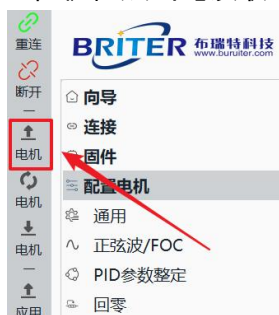 重连
断开
电机
电机
电机
应用
BRITER 布瑞特科技
www.buruiter.com
向导
连接
固件
配置电机
通用
正弦波/FOC
PID参数整定
回零